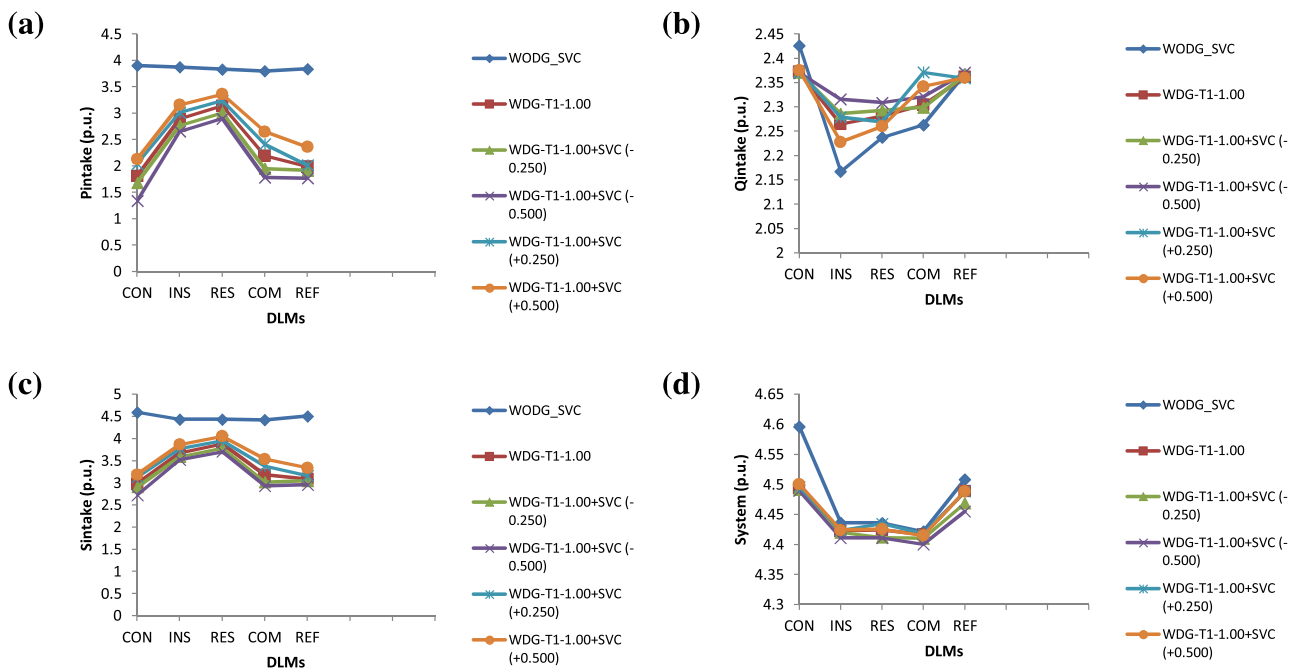 (a)
4.5
4
3.5
3
2.5
2
1.5
1
0.5
0
Pintake (p.u.)
CON INS RES COM REF
DLMs
WODG_SVC
WDG-T1-1.00
WDG-T1-1.00+SVC (-
0.250)
WDG-T1-1.00+SVC (-
0.500)
WDG-T1-1.00+SVC
(+0.250)
WDG-T1-1.00+SVC
(+0.500)
(b)
2.45
2.4
2.35
2.3
2.25
2.2
2.15
2.1
2.05
2
Qintake (p.u.)
CON INS RES COM REF
DLMs
WODG_SVC
WDG-T1-1.00
WDG-T1-1.00+SVC (-
0.250)
WDG-T1-1.00+SVC (-
0.500)
WDG-T1-1.00+SVC
(+0.250)
WDG-T1-1.00+SVC
(+0.500)
(c)
5
4.5
4
3.5
3
2.5
2
1.5
1
0.5
0
Sintake (p.u.)
CON INS RES COM REF
DLMs
WODG_SVC
WDG-T1-1.00
WDG-T1-1.00+SVC (-
0.250)
WDG-T1-1.00+SVC (-
0.500)
WDG-T1-1.00+SVC
(+0.250)
WDG-T1-1.00+SVC
(+0.500)
(d)
4.65
4.6
4.55
4.5
4.45
4.4
4.35
4.3
System (p.u.)
CON INS RES COM REF
DLMs
WODG_SVC
WDG-T1-1.00
WDG-T1-1.00+SVC (-
0.250)
WDG-T1-1.00+SVC (-
0.500)
WDG-T1-1.00+SVC
(+0.250)
WDG-T1-1.00+SVC
(+0.500)